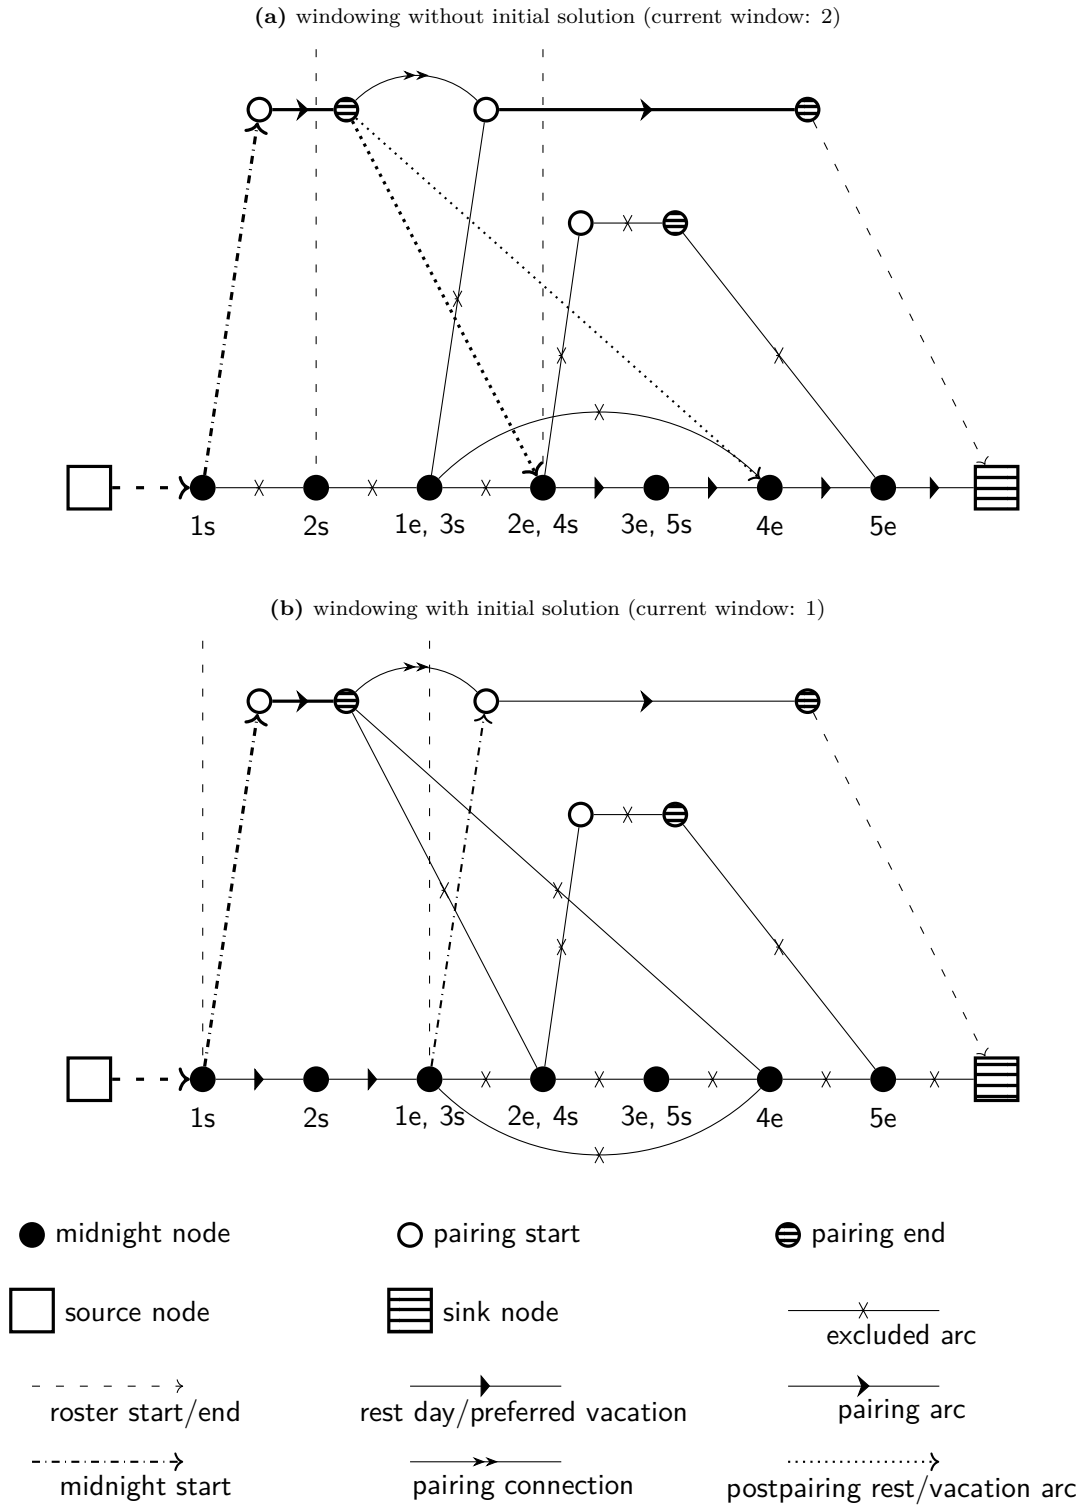 (a) windowing without initial solution (current window: 2)
1s 2s 1e, 3s 2e, 4s 3e, 5s 4e 5e
(b) windowing with initial solution (current window: 1)
1s 2s 1e, 3s 2e, 4s 3e, 5s 4e 5e
midnight node pairing start pairing end
source node sink node excluded arc
roster start/end rest day/preferred vacation pairing arc
midnight start pairing connection postpairing rest/vacation arc